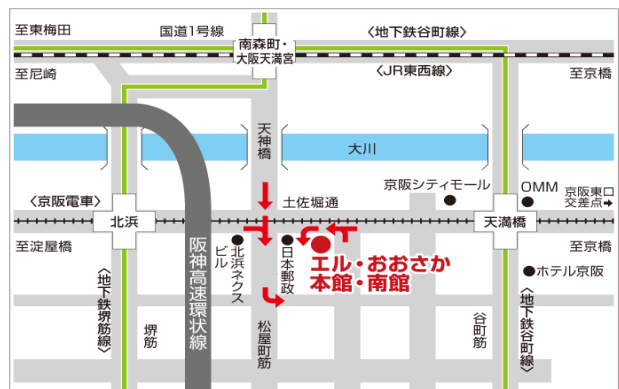 至東梅田
国道1号線
南森町・
大阪天満宮
〈地下鉄谷町線〉
至尼崎
〈JR東西線〉
至京橋
天神橋
大川
京阪シティモール
OMM
京阪東口
交差点➡
〈京阪電車〉
北浜
土佐堀通
天満橋
至淀屋橋
阪神高速環状線
北浜ネクス
ビル
日本郵政
エル・おおさか
本館・南館
至京橋
ホテル京阪
〈地下鉄堺筋線〉
堺筋
松屋町筋
谷町筋
〈地下鉄谷町線〉